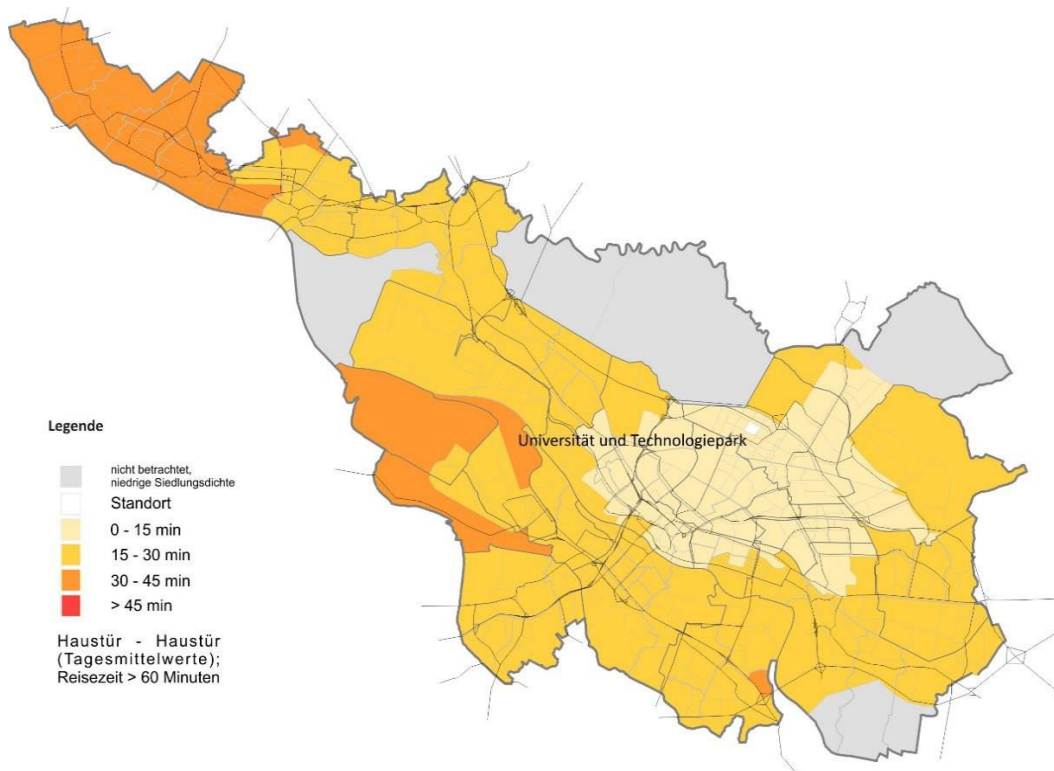 Universität und Technologiepark
Legende
nicht betrachtet,
niedrige Siedlungsdichte
Standort
0 - 15 min
15 - 30 min
30 - 45 min
> 45 min
Haustür - Haustür
(Tagesmittelwerte);
Reisezeit > 60 Minuten